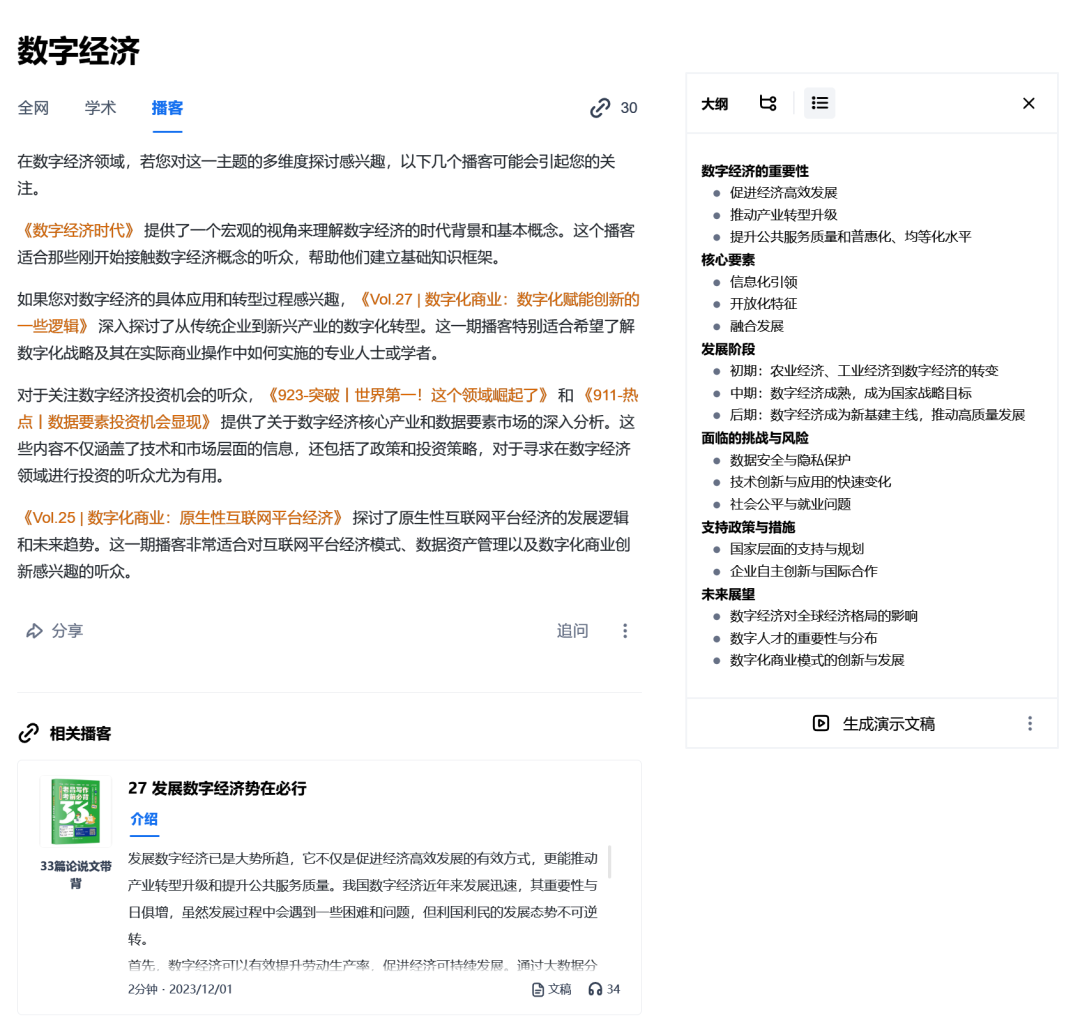 数字经济
全网 学术 播客 30
在数字经济领域，若您对这一主题的多维度探讨感兴趣，以下几个播客可能会引起您的关
注。
《数字经济时代》 提供了一个宏观的视角来理解数字经济的时代背景和基本概念。这个播客
适合那些刚开始接触数字经济概念的听众，帮助他们建立基础知识框架。
如果您对数字经济的具体应用和转型过程感兴趣，《Vol.27 | 数字化商业：数字化赋能创新的
一些逻辑》 深入探讨了从传统企业到新兴产业的数字化转型。这一期播客特别适合希望了解
数字化战略及其在实际商业操作中如何实施的专业人士或学者。
对于关注数字经济投资机会的听众，《923-突破丨世界第一！这个领域崛起了》 和 《911-热
点丨数据要素投资机会显现》 提供了关于数字经济核心产业和数据要素市场的深入分析。这
些内容不仅涵盖了技术和市场层面的信息，还包括了政策和投资策略，对于寻求在数字经济
领域进行投资的听众尤为有用。
《Vol.25 | 数字化商业：原生性互联网平台经济》 探讨了原生性互联网平台经济的发展逻辑
和未来趋势。这一期播客非常适合对互联网平台经济模式、数据资产管理以及数字化商业创
新感兴趣的听众。
分享 追问
相关播客
27 发展数字经济势在必行
介绍
33篇论说文带
背
发展数字经济已是大势所趋，它不仅是促进经济高效发展的有效方式，更能推动
产业转型升级和提升公共服务质量。我国数字经济近年来发展迅速，其重要性与
日俱增，虽然发展过程中会遇到一些困难和问题，但利国利民的发展态势不可逆
转。
首先，数字经济可以有效提升劳动生产率，促进经济可持续发展。通过大数据分
2分钟 · 2023/12/01 文稿 34
大纲
数字经济的重要性
促进经济高效发展
推动产业转型升级
提升公共服务质量和普惠化、均等化水平
核心要素
信息化引领
开放化特征
融合发展
发展阶段
初期：农业经济、工业经济到数字经济的转变
中期：数字经济成熟，成为国家战略目标
后期：数字经济成为新基建主线，推动高质量发展
面临的挑战与风险
数据安全与隐私保护
技术创新与应用的快速变化
社会公平与就业问题
支持政策与措施
国家层面的支持与规划
企业自主创新与国际合作
未来展望
数字经济对全球经济格局的影响
数字人才的重要性与分布
数字化商业模式的创新与发展
生成演示文稿